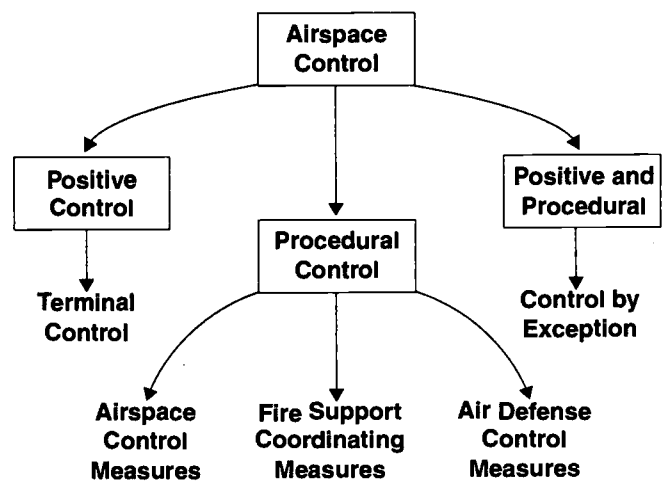 Airspace
Control
Positive
Control
Positive and
Procedural
Procedural
Control
Terminal
Control
Control by
Exception
Airspace
Control
Measures
Fire Support
Coordinating
Measures
Air Defense
Control
Measures